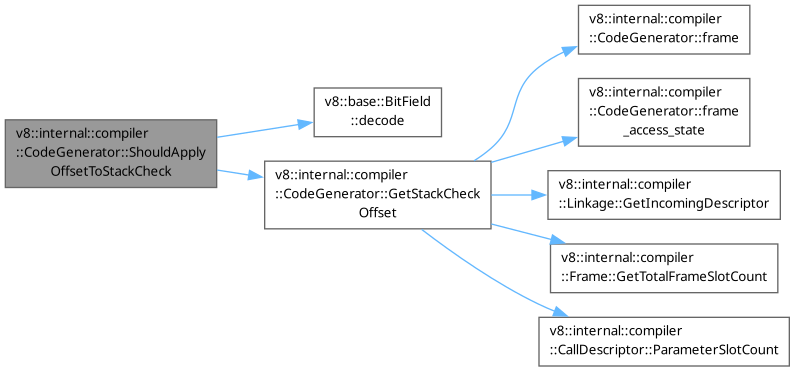 v8::internal::compiler
::CodeGenerator::ShouldApply
OffsetToStackCheck
v8::base::BitField
::decode
v8::internal::compiler
::CodeGenerator::GetStackCheck
Offset
v8::internal::compiler
::CodeGenerator::frame
v8::internal::compiler
::CodeGenerator::frame
_access_state
v8::internal::compiler
::Linkage::GetIncomingDescriptor
v8::internal::compiler
::Frame::GetTotalFrameSlotCount
v8::internal::compiler
::CallDescriptor::ParameterSlotCount